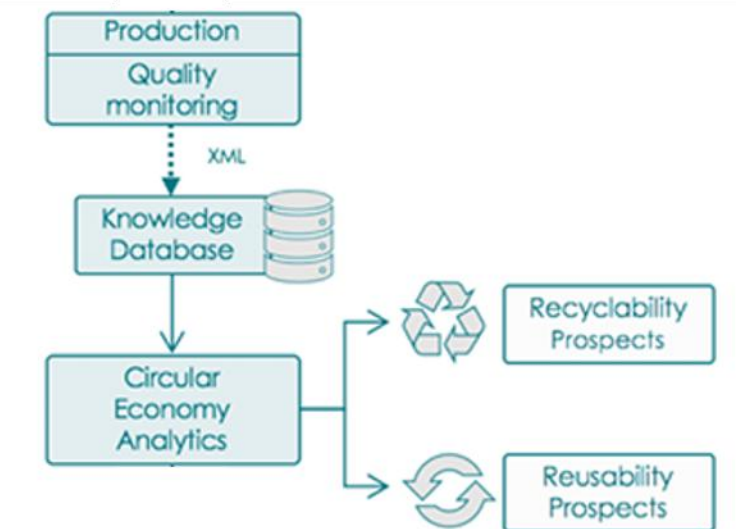 Production
Quality
monitoring
XML
Knowledge
Database
Circular
Economy
Analytics
Recyclability
Prospects
Reusability
Prospects